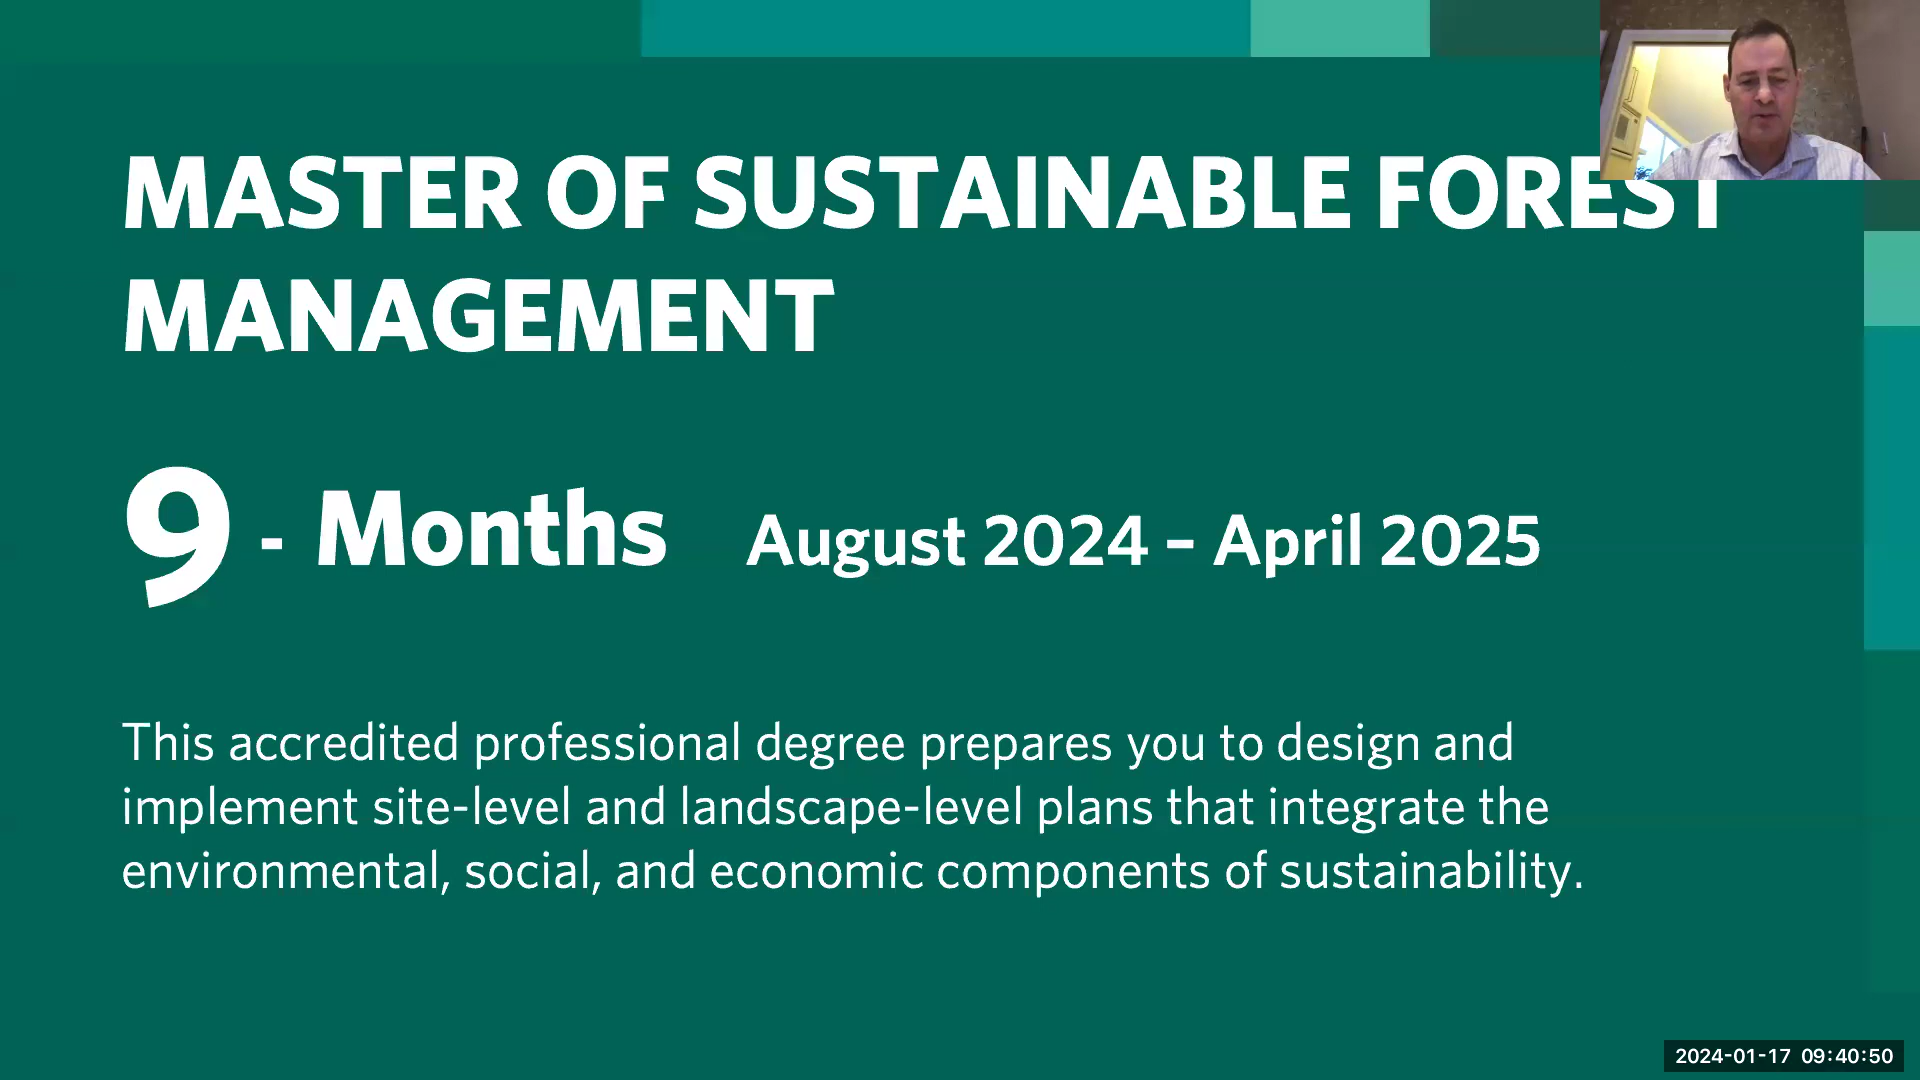 MASTER OF SUSTAINABLE FOREST
MANAGEMENT
9 - Months August 2024 – April 2025
This accredited professional degree prepares you to design and
implement site-level and landscape-level plans that integrate the
environmental, social, and economic components of sustainability.
2024-01-17 09:40:50